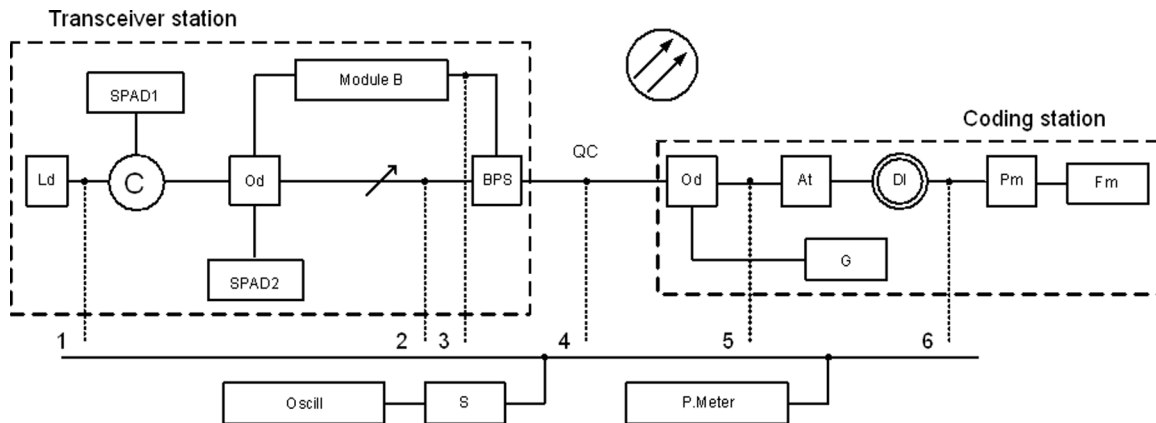 Transceiver station
Module B
SPAD1
Coding station
QC
Ld
C
Od
BPS
Od
At
Dl
Pm
Fm
SPAD2
G
1
2
3
4
5
6
Oscill
S
P.Meter